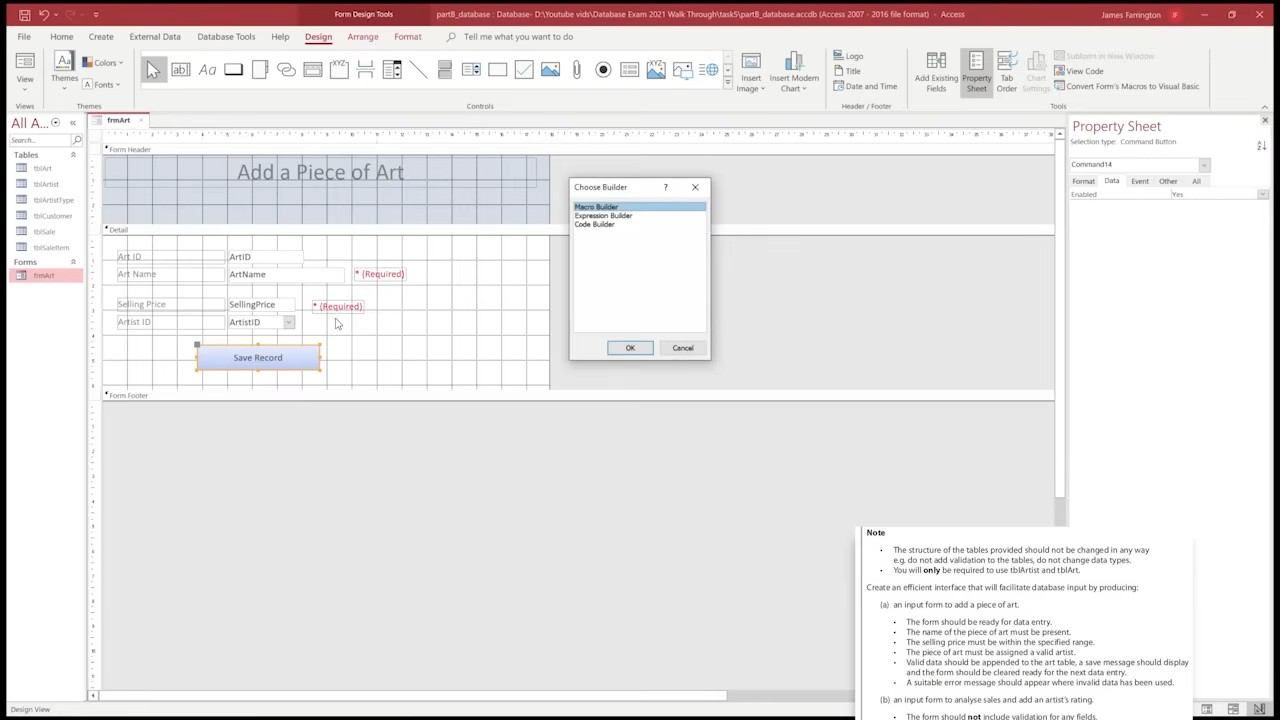 Form Design Tools
partB_database : Database- D:\Youtube vids\Database Exam 2021 Walk Through\task5\partB_database.accdb (Access 2007 - 2016 file format) - Access
James Farrington
JF
File
Home
Create
External Data
Database Tools
Help
Design
Arrange
Format
Tell me what you want to do
View
Themes
Colors
Fonts
Insert Image
Insert Modern Chart
Logo
Title
Date and Time
Add Existing Fields
Property Sheet
Tab Order
Chart Settings
Subform in New Window
View Code
Convert Form's Macros to Visual Basic
Views
Themes
Controls
Header / Footer
Tools
All A...
Search...
Tables
tblArt
tblArtist
tblArtistType
tblCustomer
tblSale
tblSaleItem
Forms
frmArt
frmArt
Form Header
Add a Piece of Art
Detail
Art ID
ArtID
Art Name
ArtName
* (Required)
Selling Price
SellingPrice
* (Required)
Artist ID
ArtistID
Save Record
Form Footer
Choose Builder
?
Macro Builder
Expression Builder
Code Builder
OK
Cancel
Property Sheet
Selection type: Command Button
Command14
Format
Data
Event
Other
All
Enabled
Yes
Note
• The structure of the tables provided should not be changed in any way
e.g. do not add validation to the tables, do not change data types.
• You will only be required to use tblArtist and tblArt.
Create an efficient interface that will facilitate database input by producing:
(a) an input form to add a piece of art.
• The form should be ready for data entry.
• The name of the piece of art must be present.
• The selling price must be within the specified range.
• The piece of art must be assigned a valid artist.
• Valid data should be appended to the art table, a save message should display
and the form should be cleared ready for the next data entry.
• A suitable error message should appear where invalid data has been used.
(b) an input form to analyse sales and add an artist's rating.
• The form should not include validation for any fields.
Design View